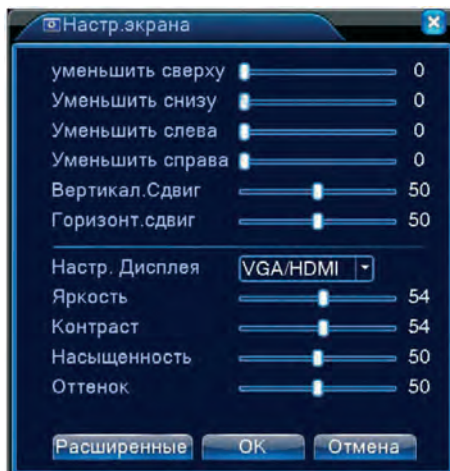 Настр.экрана
уменьшить сверху 0
Уменьшить снизу 0
Уменьшить слева 0
Уменьшить справа 0
Вертикал.Сдвиг 50
Горизонт.сдвиг 50
Настр. Дисплея VGA/HDMI
Яркость 54
Контраст 54
Насыщенность 50
Оттенок 50
Расширенные OK Отмена